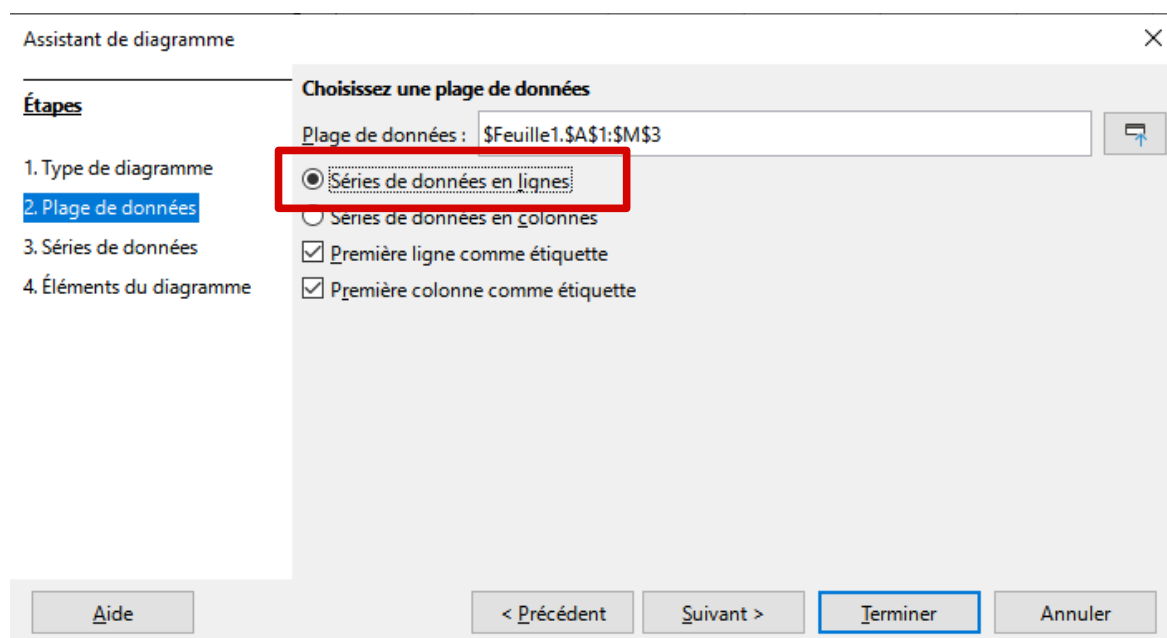 Assistant de diagramme
Étapes
1. Type de diagramme
2. Plage de données
3. Séries de données
4. Éléments du diagramme
Choisissez une plage de données
Plage de données : $Feuille1.$A$1:$M$3
Séries de données en lignes
Séries de données en colonnes
Première ligne comme étiquette
Première colonne comme étiquette
Aide
< Précédent
Suivant >
Terminer
Annuler